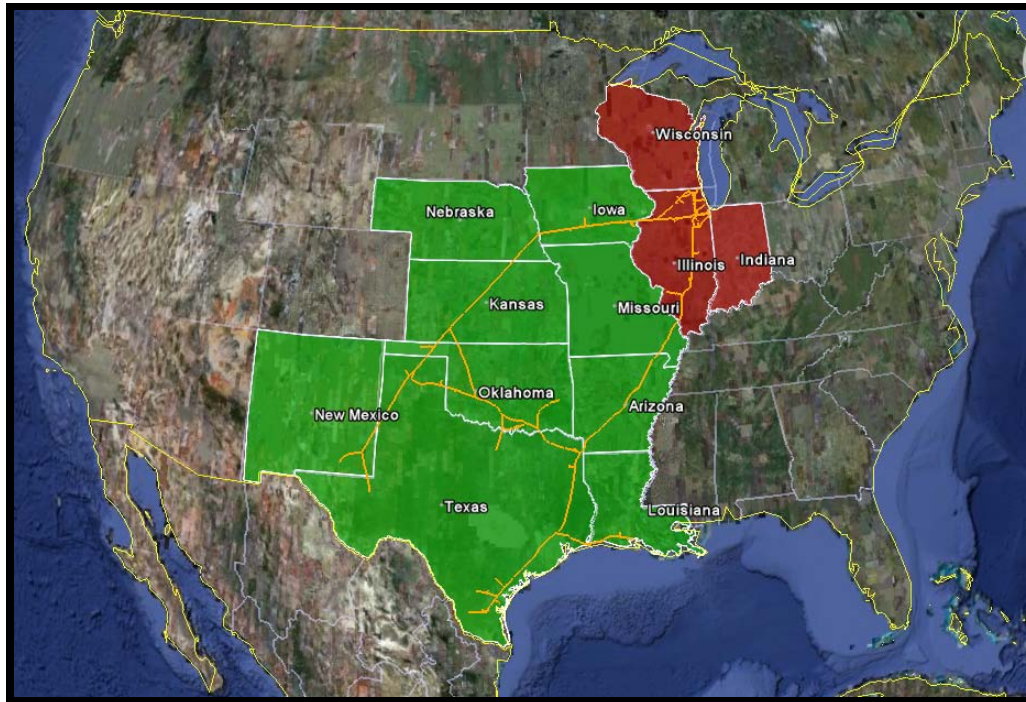 Wisconsin
Nebraska
Iowa
Illinois
Indiana
Kansas
Missouri
Oklahoma
Arizona
New Mexico
Texas
Louisiana